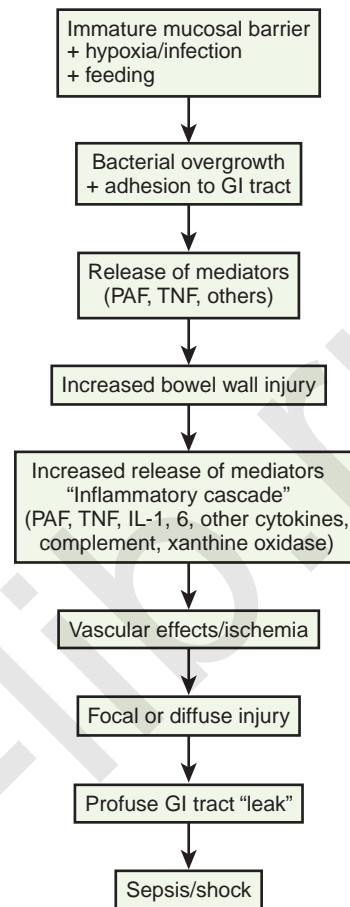 Immature mucosal barrier
+ hypoxia/infection
+ feeding
Bacterial overgrowth
+ adhesion to GI tract
Release of mediators
(PAF, TNF, others)
Increased bowel wall injury
Increased release of mediators
“Inflammatory cascade”
(PAF, TNF, IL-1, 6, other cytokines,
complement, xanthine oxidase)
Vascular effects/ischemia
Focal or diffuse injury
Profuse GI tract “leak”
Sepsis/shock